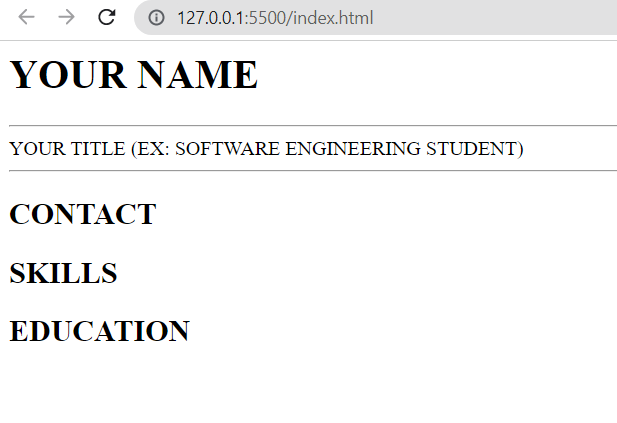 127.0.0.1:5500/index.html
YOUR NAME
YOUR TITLE (EX: SOFTWARE ENGINEERING STUDENT)
CONTACT
SKILLS
EDUCATION